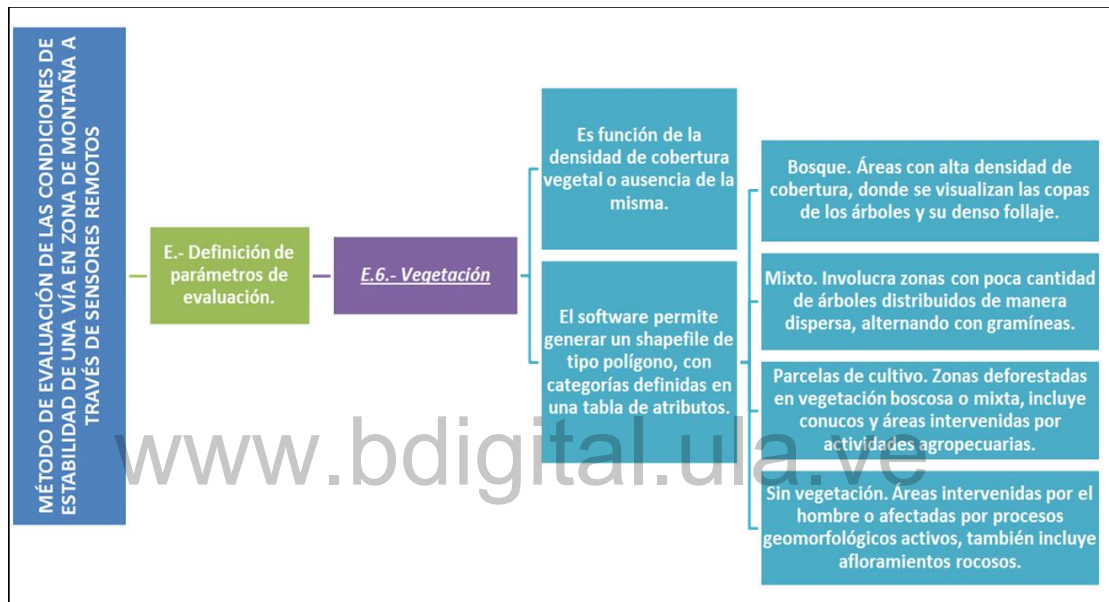 MÉTODO DE EVALUACIÓN DE LAS CONDICIONES DE
ESTABILIDAD DE UNA VÍA EN ZONA DE MONTAÑA A
TRAVÉS DE SENSORES REMOTOS
E.- Definición de
parámetros de
evaluación.
E.6.- Vegetación
Es función de la
densidad de cobertura
vegetal o ausencia de la
misma.
El software permite
generar un shapefile de
tipo polígono, con
categorías definidas en
una tabla de atributos.
Bosque. Áreas con alta densidad de
cobertura, donde se visualizan las copas
de los árboles y su denso follaje.
Mixto. Involucra zonas con poca cantidad
de árboles distribuidos de manera
dispersa, alternando con gramíneas.
Parcelas de cultivo. Zonas deforestadas
en vegetación boscosa o mixta, incluye
conucos y áreas intervenidas por
actividades agropecuarias.
Sin vegetación. Áreas intervenidas por el
hombre o afectadas por procesos
geomorfológicos activos, también incluye
afloramientos rocosos.
www.bdigital.ula.ve